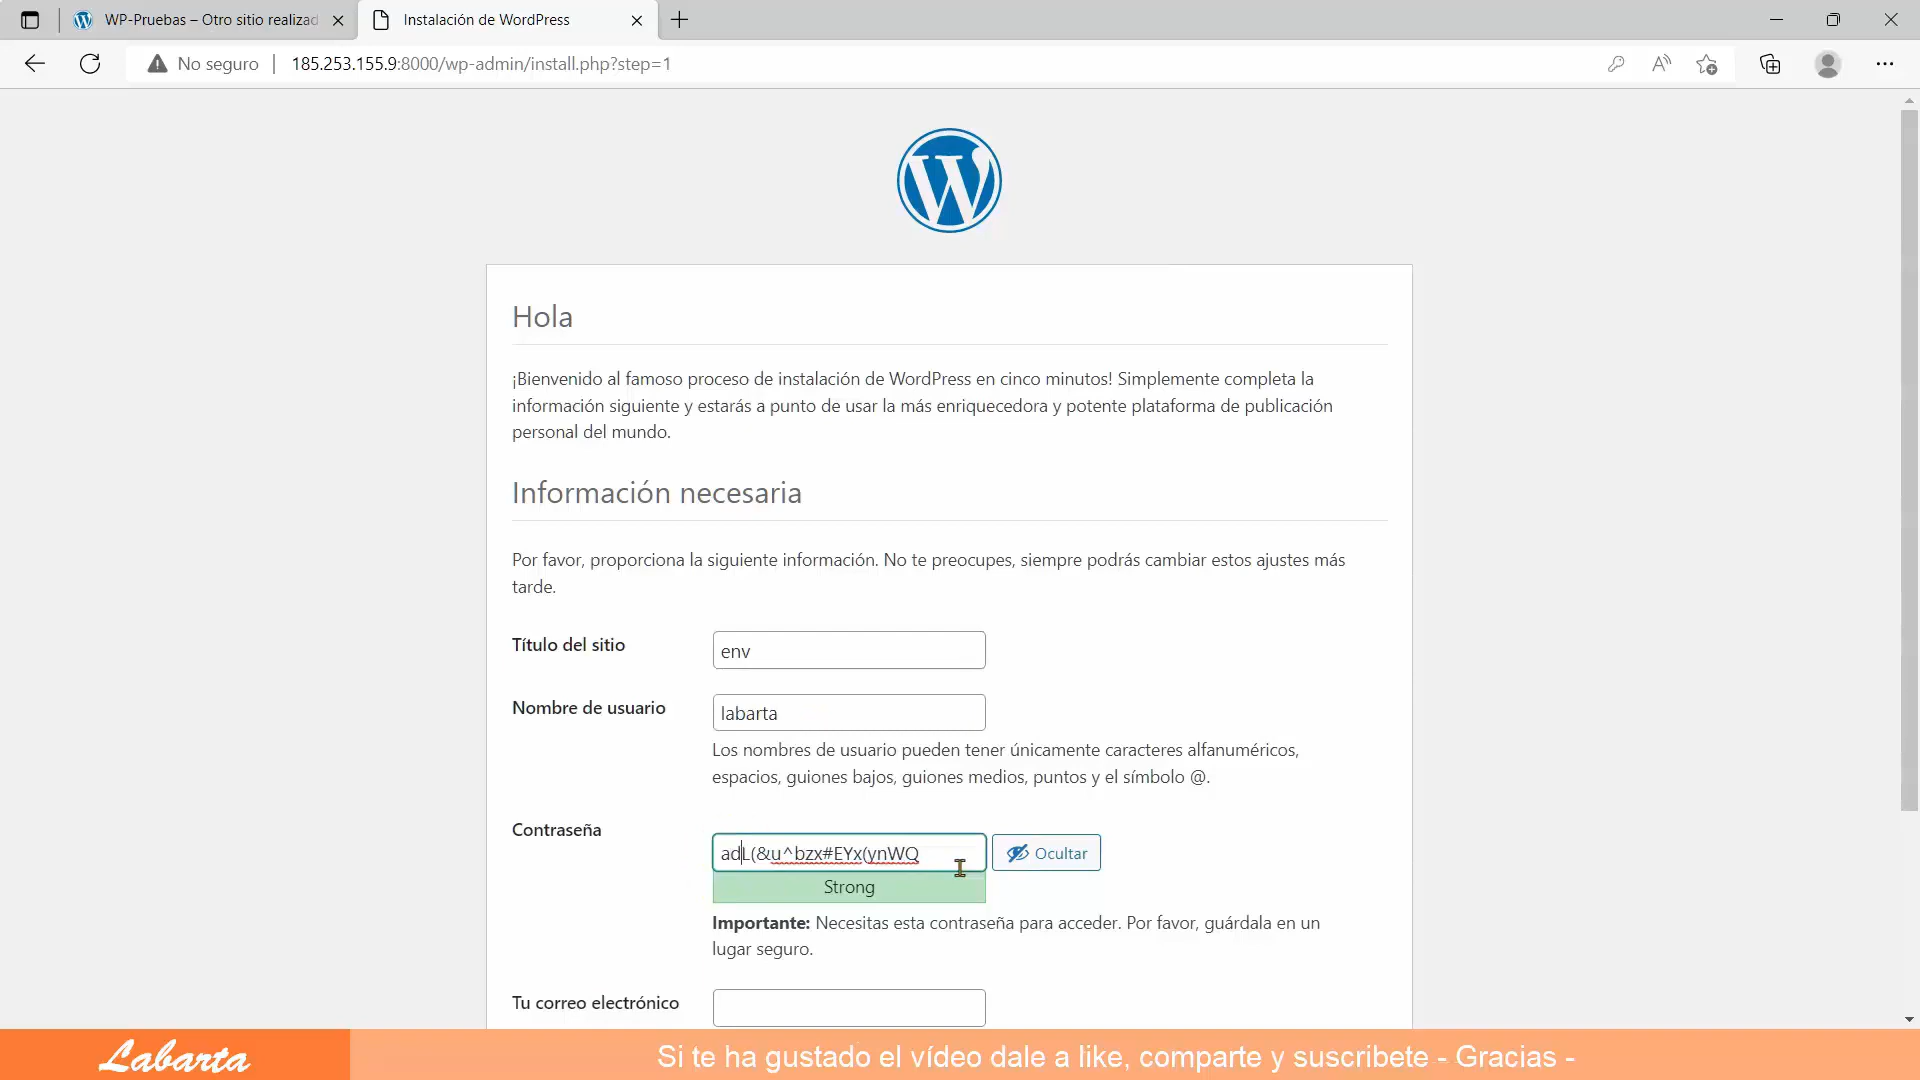 WP-Pruebas – Otro sitio realizad
Instalación de WordPress
No seguro
185.253.155.9:8000/wp-admin/install.php?step=1
Hola
¡Bienvenido al famoso proceso de instalación de WordPress en cinco minutos! Simplemente completa la
información siguiente y estarás a punto de usar la más enriquecedora y potente plataforma de publicación
personal del mundo.
Información necesaria
Por favor, proporciona la siguiente información. No te preocupes, siempre podrás cambiar estos ajustes más
tarde.
Título del sitio
env
Nombre de usuario
labarta
Los nombres de usuario pueden tener únicamente caracteres alfanuméricos,
espacios, guiones bajos, guiones medios, puntos y el símbolo @.
Contraseña
adL(&u^bzx#EYx(ynWQ
Ocultar
Strong
Importante: Necesitas esta contraseña para acceder. Por favor, guárdala en un
lugar seguro.
Tu correo electrónico
Labarta
Si te ha gustado el vídeo dale a like, comparte y suscribete - Gracias -